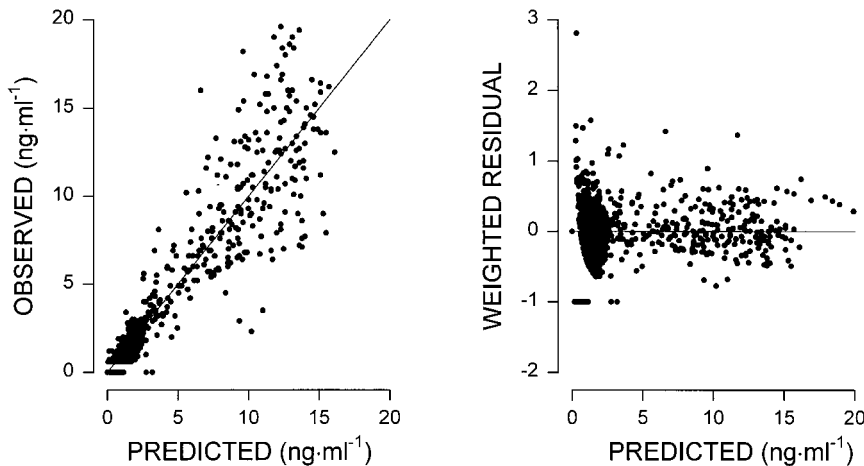 20
15
10
5
0
OBSERVED (ng·ml⁻¹)
0 5 10 15 20
PREDICTED (ng·ml⁻¹)
3
2
1
0
-1
-2
WEIGHTED RESIDUAL
0 5 10 15 20
PREDICTED (ng·ml⁻¹)